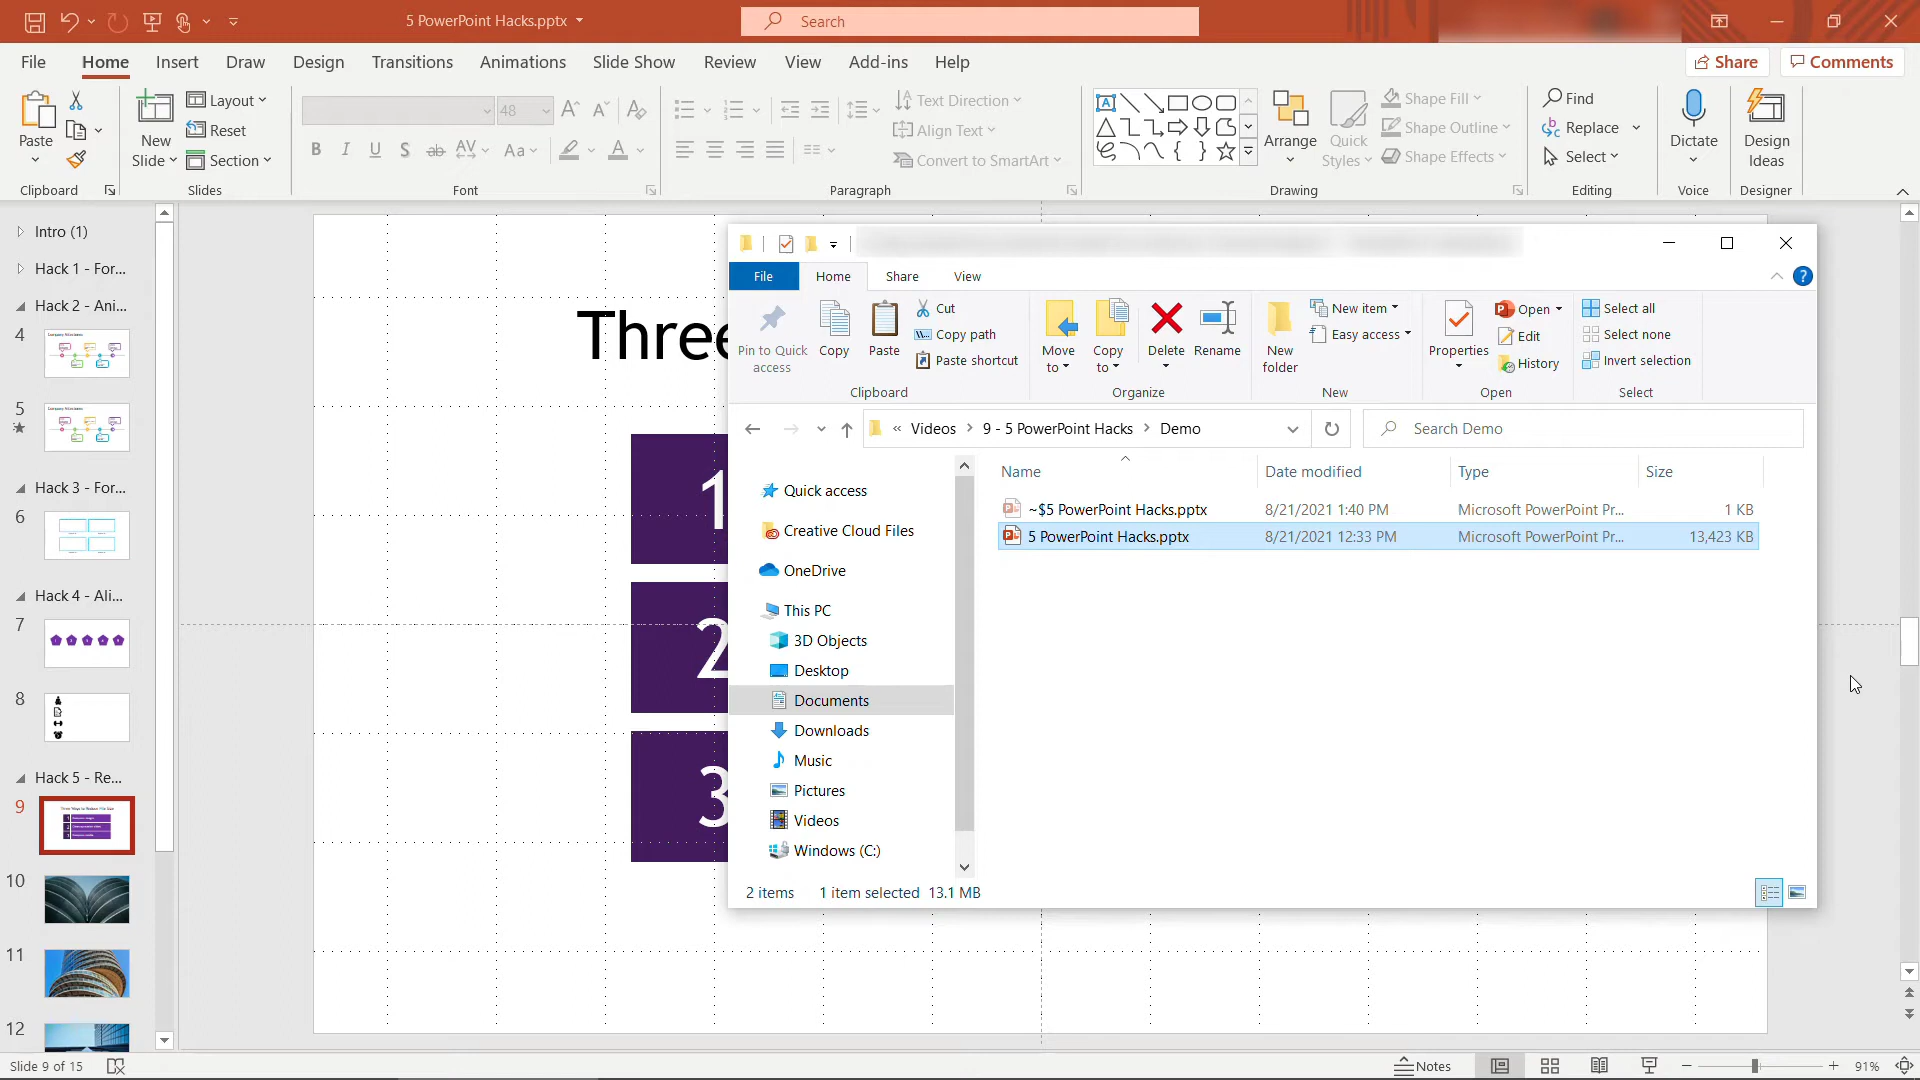 5 PowerPoint Hacks.pptx
Search
File Home Insert Draw Design Transitions Animations Slide Show Review View Add-ins Help
Share
Comments
Paste
New Slide
Layout
Reset
Section
48
Text Direction
Align Text
Convert to SmartArt
Arrange
Quick Styles
Shape Fill
Shape Outline
Shape Effects
Find
Replace
Select
Dictate
Design Ideas
Clipboard
Slides
Font
Paragraph
Drawing
Editing
Voice
Designer
Intro (1)
Hack 1 - For...
Hack 2 - Ani...
4
5
Hack 3 - For...
6
Hack 4 - Ali...
7
8
Hack 5 - Re...
9
10
11
12
Three
1
2
3
File Home Share View
Pin to Quick access
Copy
Paste
Cut
Copy path
Paste shortcut
Clipboard
Move to
Copy to
Delete
Rename
Organize
New folder
New item
Easy access
New
Properties
Open
Edit
History
Open
Select all
Select none
Invert selection
Select
« Videos > 9 - 5 PowerPoint Hacks > Demo
Search Demo
Name Date modified Type Size
~$5 PowerPoint Hacks.pptx 8/21/2021 1:40 PM Microsoft PowerPoint Pr... 1 KB
5 PowerPoint Hacks.pptx 8/21/2021 12:33 PM Microsoft PowerPoint Pr... 13,423 KB
Quick access
Creative Cloud Files
OneDrive
This PC
3D Objects
Desktop
Documents
Downloads
Music
Pictures
Videos
Windows (C:)
2 items 1 item selected 13.1 MB
Slide 9 of 15
Notes
91%